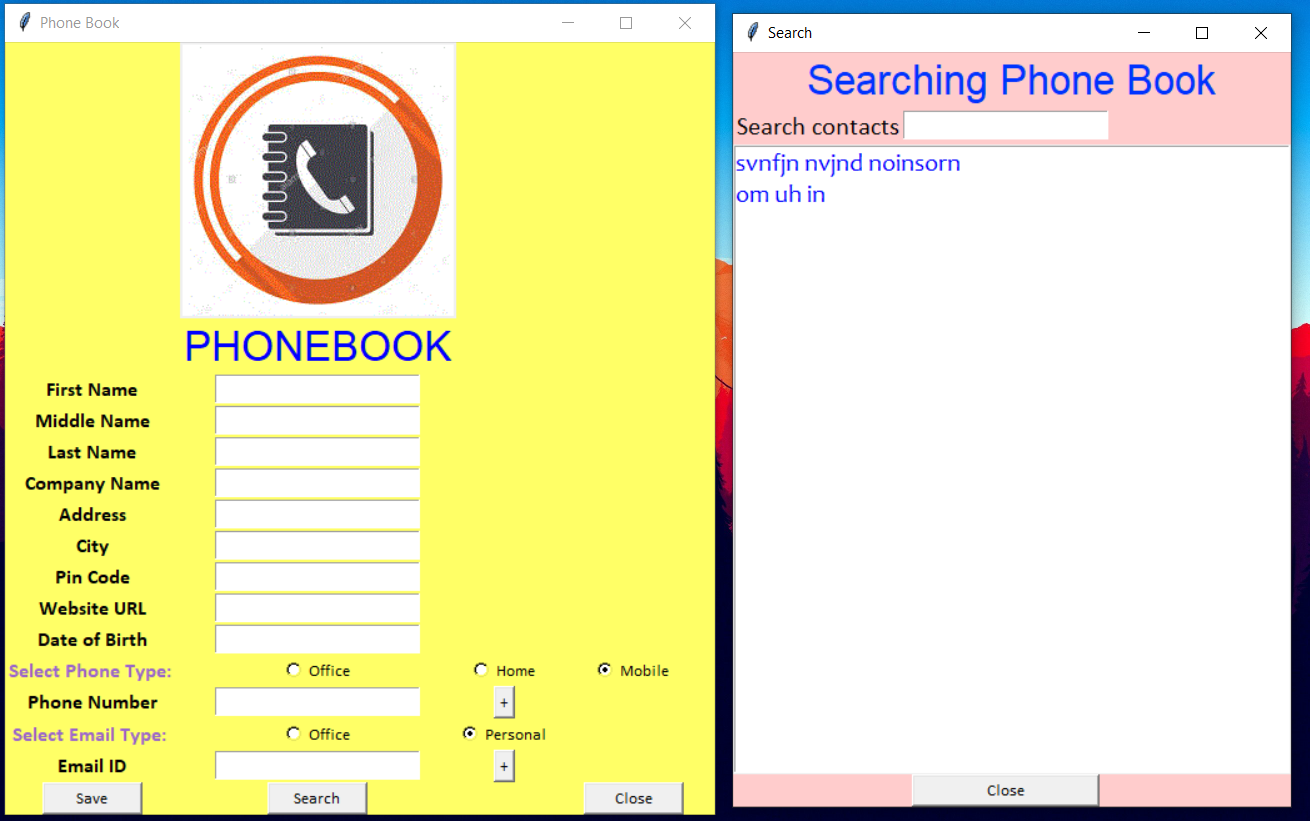 Phone Book
PHONEBOOK
First Name
Middle Name
Last Name
Company Name
Address
City
Pin Code
Website URL
Date of Birth
Select Phone Type: Office Home Mobile
Phone Number +
Select Email Type: Office Personal
Email ID +
Save Search Close
Search
Searching Phone Book
Search contacts
svnfjn nvjnd noinsorn
om uh in
Close